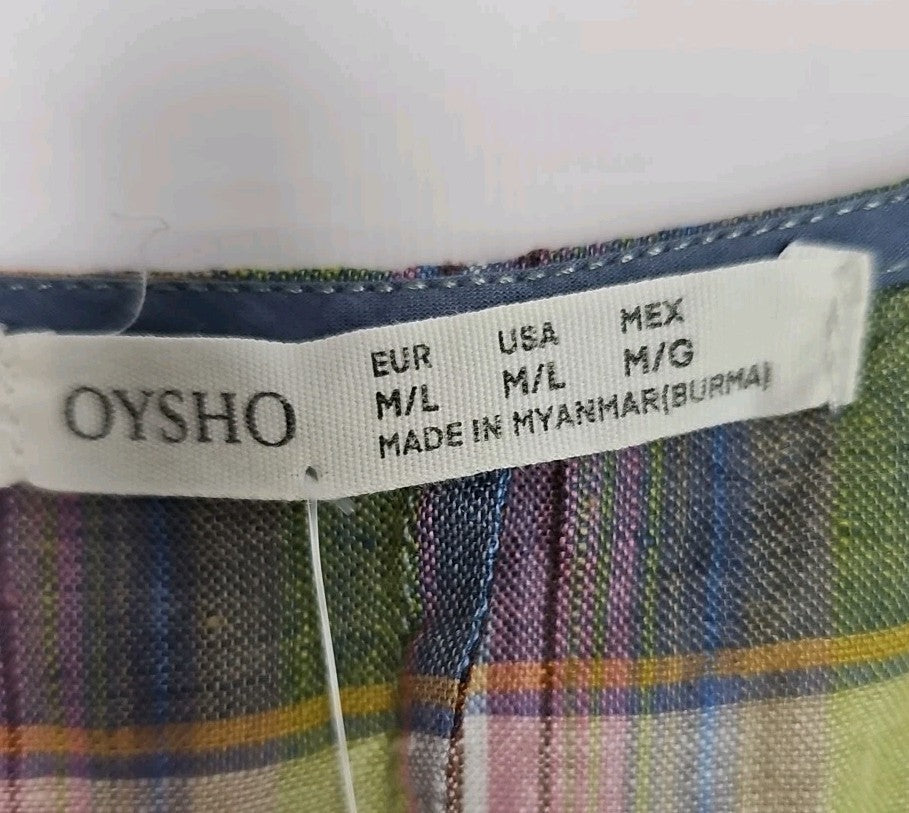 OYSHO
EUR USA MEX
M/L M/L M/G
MADE IN MYANMAR(BURMA)